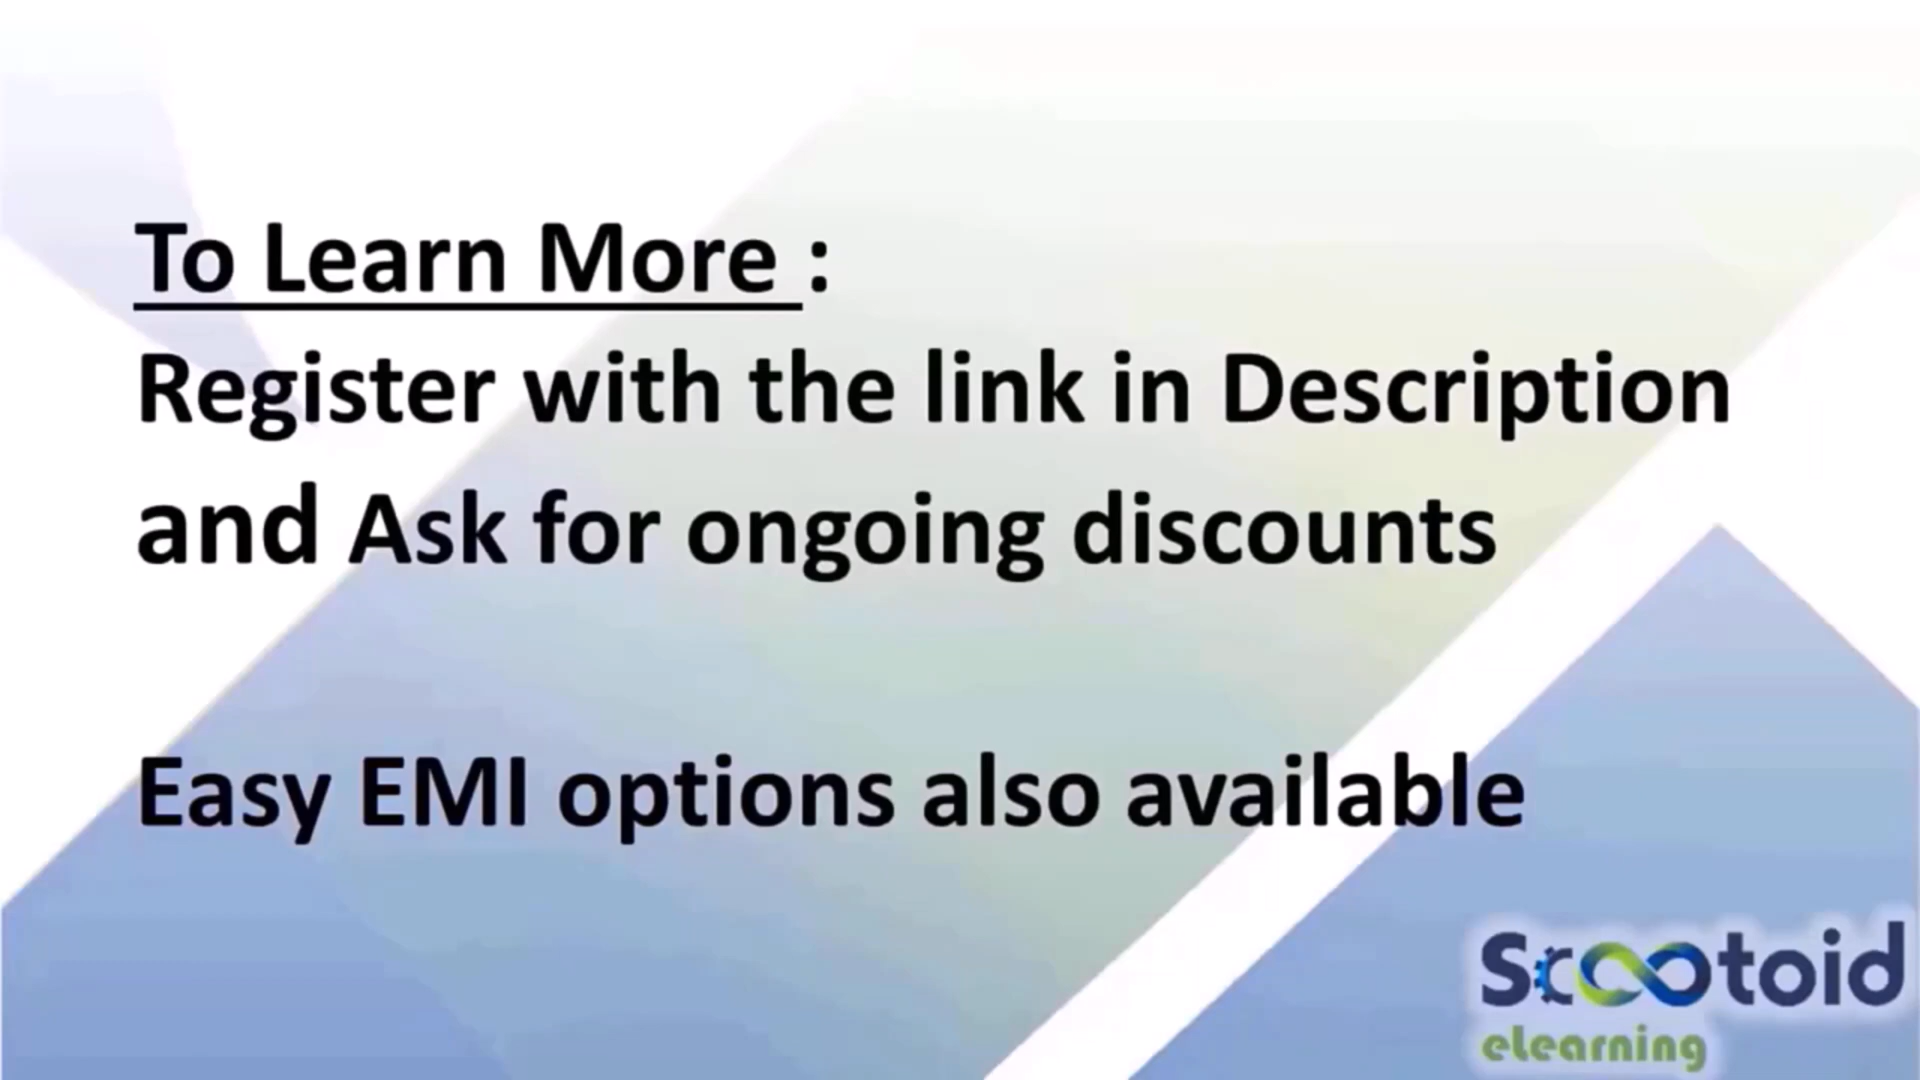 To Learn More :
Register with the link in Description
and Ask for ongoing discounts
Easy EMI options also available
Scootoid
eLearning